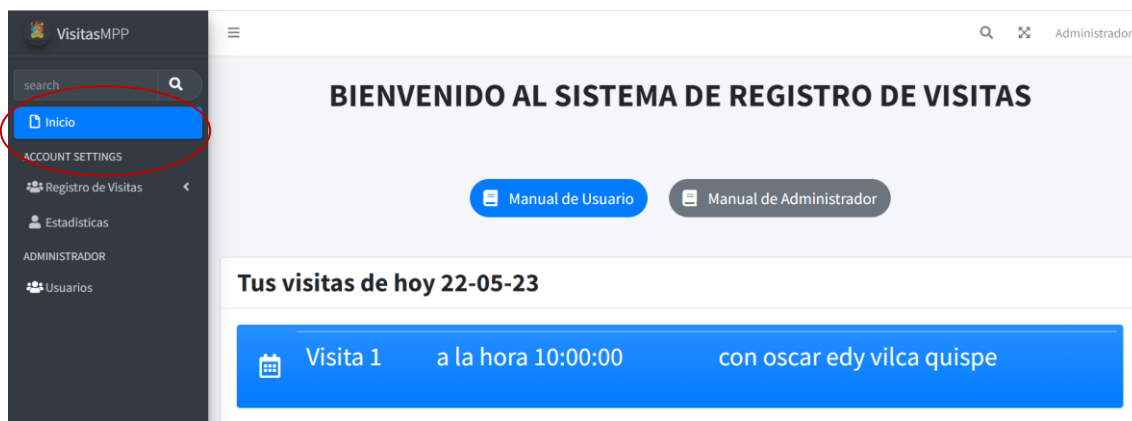 VisitasMPP
Administrador
search
Inicio
ACCOUNT SETTINGS
Registro de Visitas
Estadisticas
ADMINISTRADOR
Usuarios
BIENVENIDO AL SISTEMA DE REGISTRO DE VISITAS
Manual de Usuario Manual de Administrador
Tus visitas de hoy 22-05-23
Visita 1 a la hora 10:00:00 con oscar edy vilca quispe